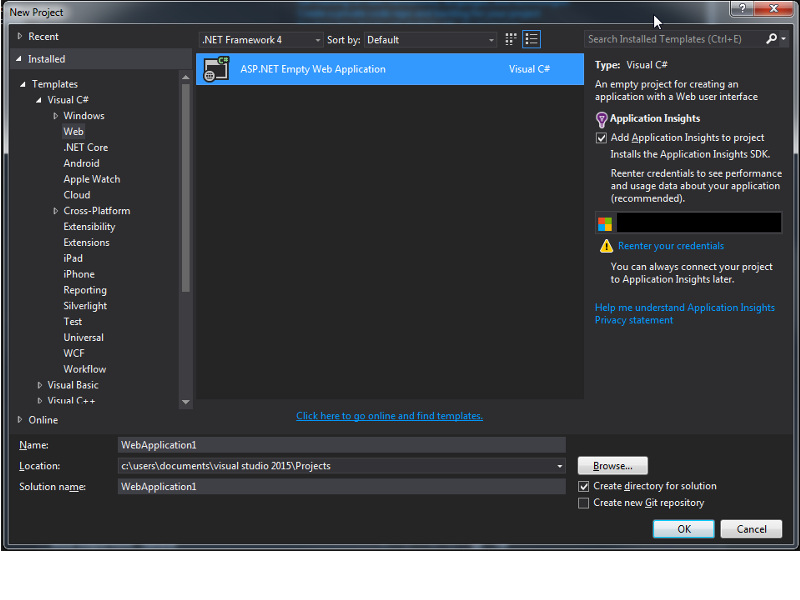 New Project
?
Recent
.NET Framework 4
Sort by:
Default
Search Installed Templates (Ctrl+E)
Installed
Templates
Visual C#
Windows
Web
.NET Core
Android
Apple Watch
Cloud
Cross-Platform
Extensibility
Extensions
iPad
iPhone
Reporting
Silverlight
Test
Universal
WCF
Workflow
Visual Basic
Visual C++
Online
C#
ASP.NET Empty Web Application
Visual C#
Click here to go online and find templates.
Type: Visual C#
An empty project for creating an
application with a Web user interface
Application Insights
Add Application Insights to project
Installs the Application Insights SDK.
Reenter credentials to see performance
and usage data about your application
(recommended).
Reenter your credentials
You can always connect your project
to Application Insights later.
Help me understand Application Insights
Privacy statement
Name:
WebApplication1
Location:
c:\users\documents\visual studio 2015\Projects
Browse...
Solution name:
WebApplication1
Create directory for solution
Create new Git repository
OK
Cancel